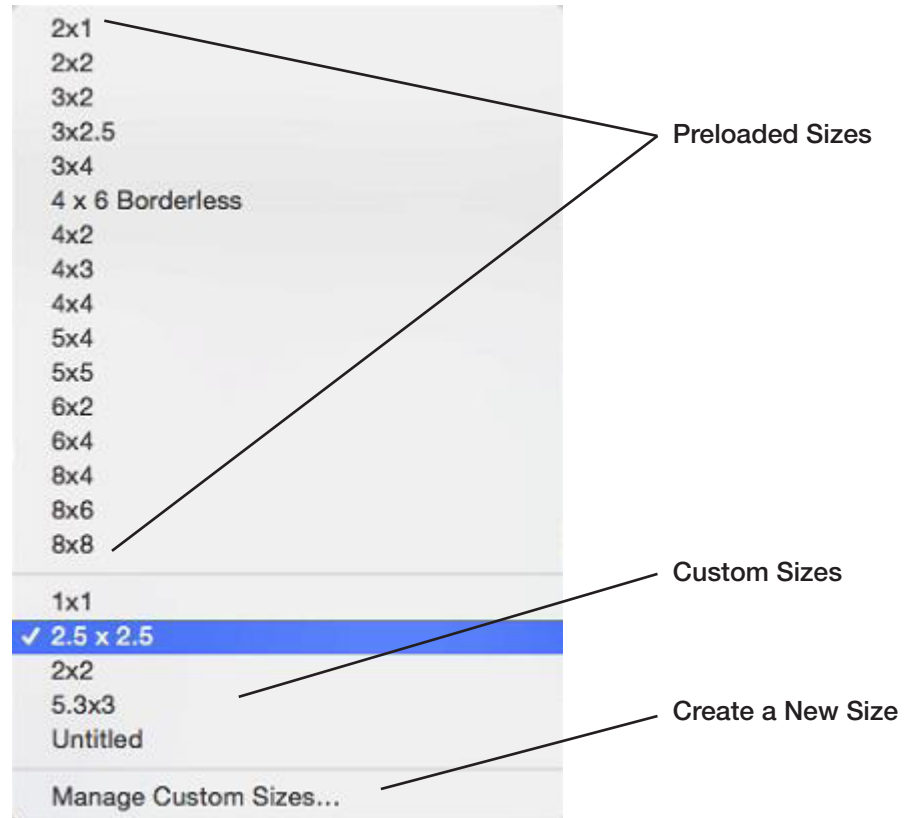 2x1
2x2
3x2
3x2.5
3x4
4 x 6 Borderless
4x2
4x3
4x4
5x4
5x5
6x2
6x4
8x4
8x6
8x8
1x1
✓ 2.5 x 2.5
2x2
5.3x3
Untitled
Manage Custom Sizes...
Preloaded Sizes
Custom Sizes
Create a New Size